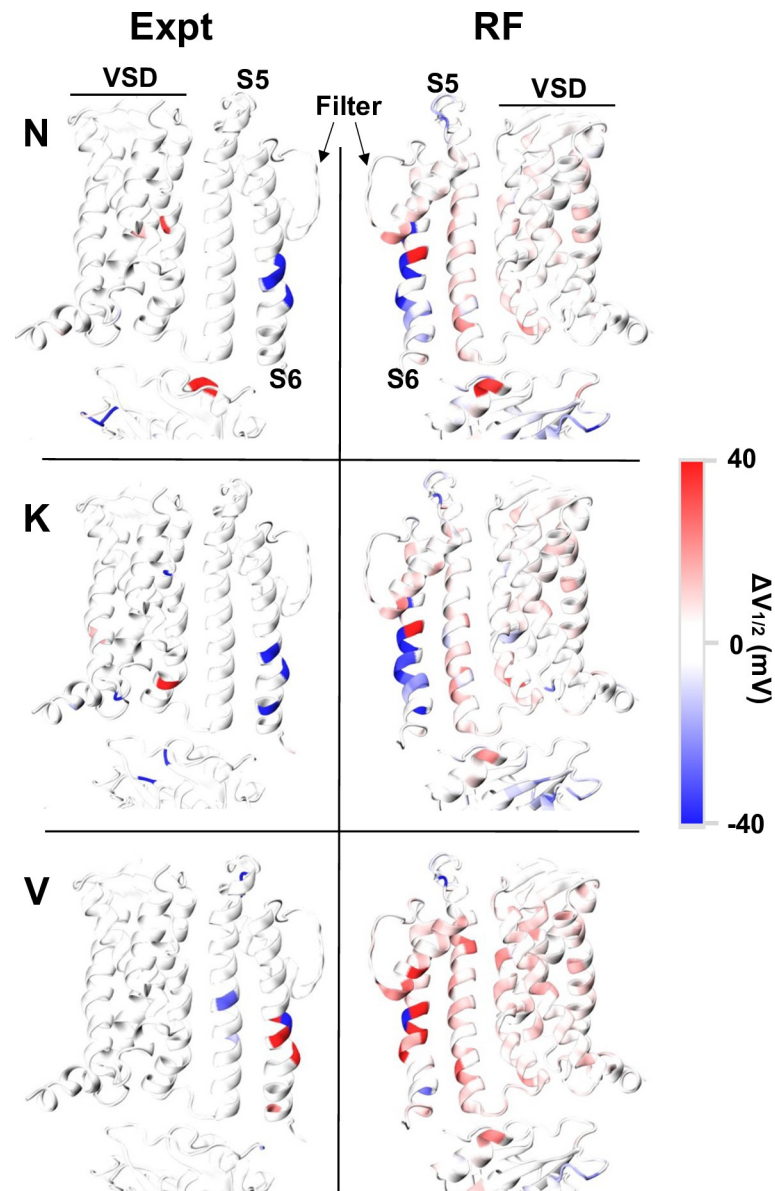 Expt RF
VSD S5 S5 VSD
Filter
N
S6 S6
K
40
0
-40
ΔV1/2 (mV)
V